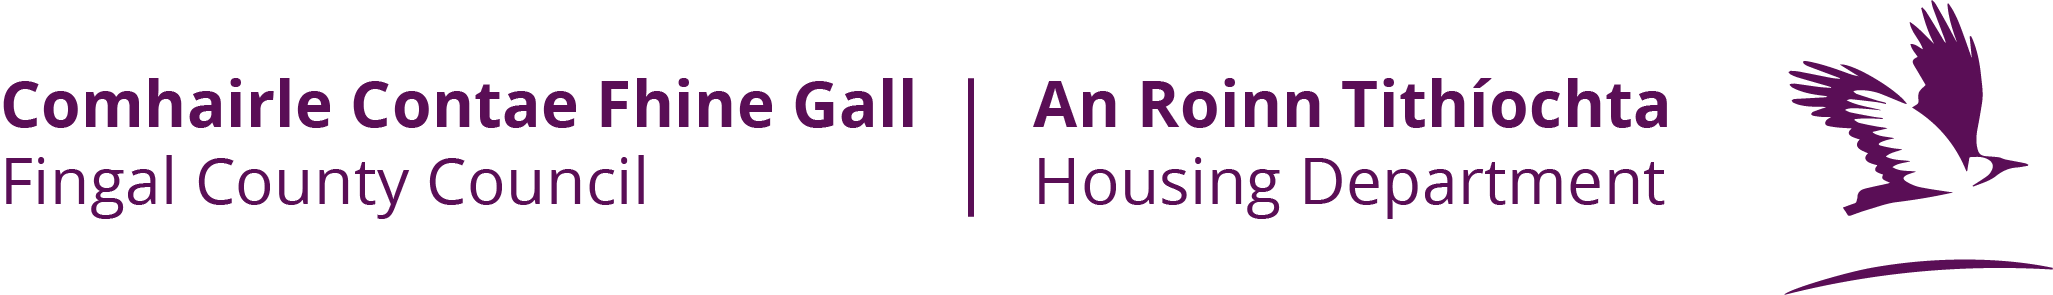 Comhairle Contae Fhine Gall
Fingal County Council
An Roinn Tithíochta
Housing Department